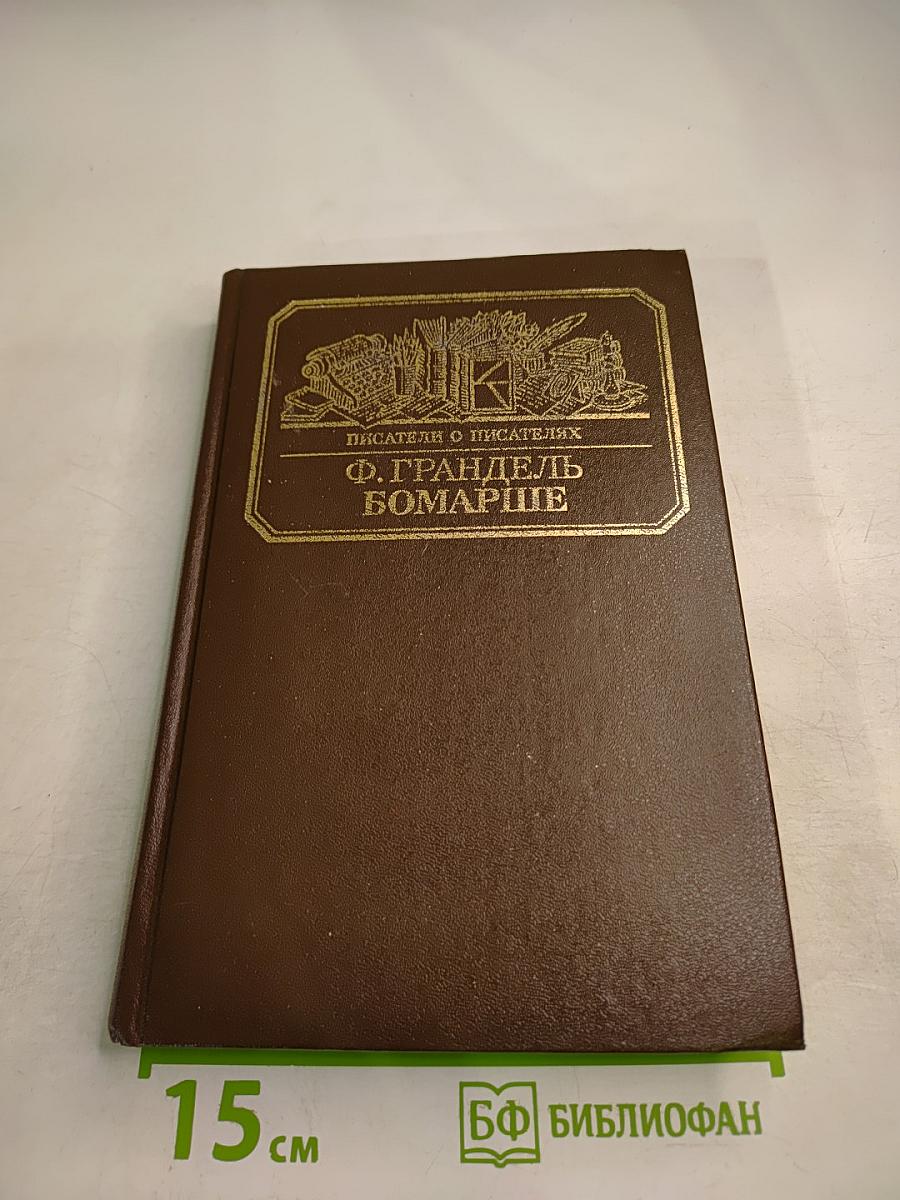 ПИСАТЕЛИ О ПИСАТЕЛЯХ
Ф. ГРАНДЕЛЬ
БОМАРШЕ
15 см
БФ БИБЛИОФАН